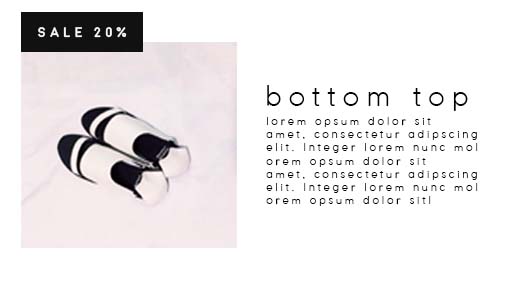 SALE 20%
bottom top
lorem opsum dolor sit
amet, consectetur adipscing
elit. Integer lorem nunc mol
orem opsum dolor sit
amet, consectetur adipscing
elit. Integer lorem nunc mol
orem opsum dolor sitl